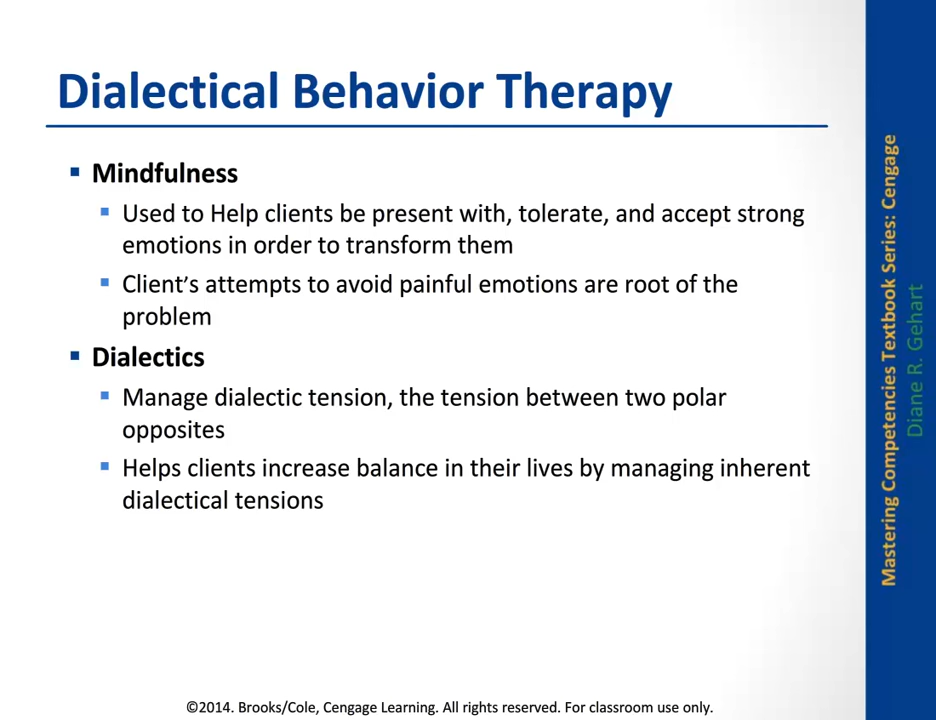 Dialectical Behavior Therapy
▪ Mindfulness
▪ Used to Help clients be present with, tolerate, and accept strong
emotions in order to transform them
▪ Client's attempts to avoid painful emotions are root of the
problem
▪ Dialectics
▪ Manage dialectic tension, the tension between two polar
opposites
▪ Helps clients increase balance in their lives by managing inherent
dialectical tensions
Mastering Competencies Textbook Series: Cengage
Diane R. Gehart
©2014. Brooks/Cole, Cengage Learning. All rights reserved. For classroom use only.